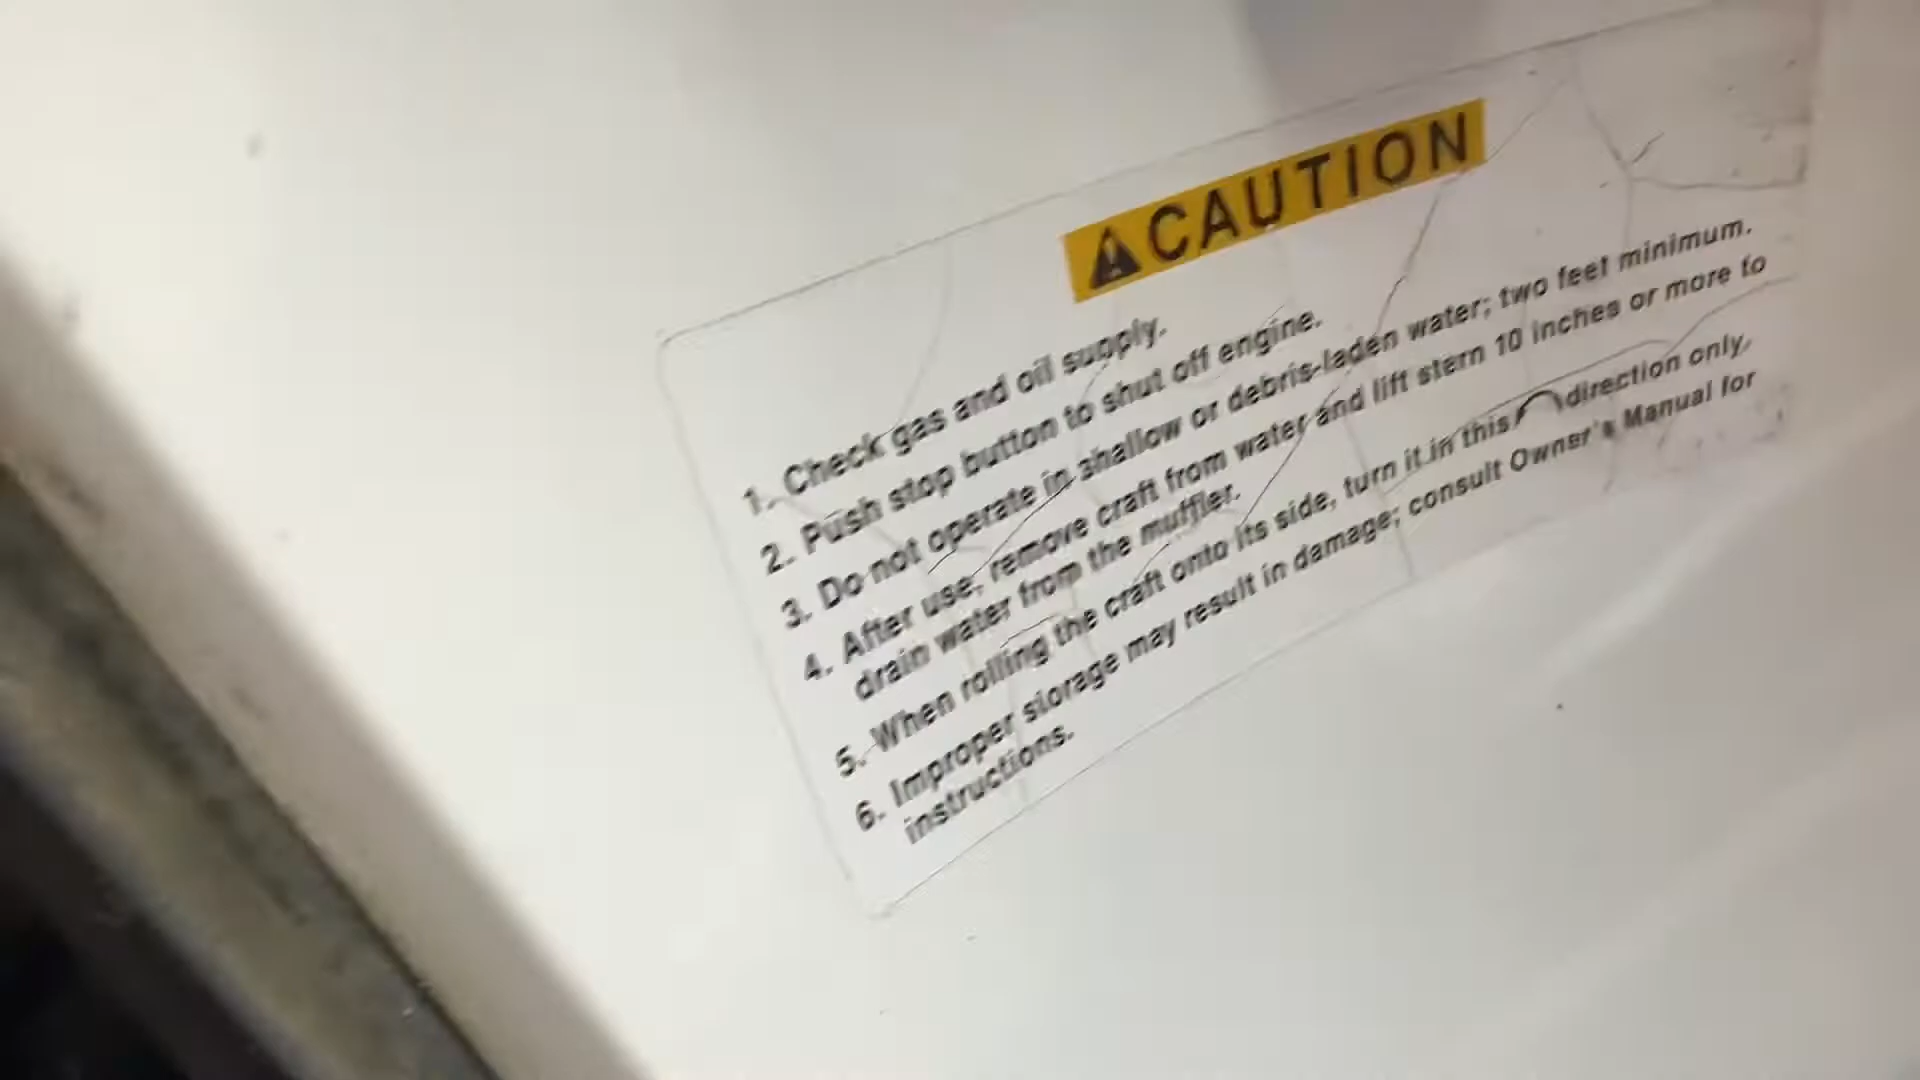 CAUTION
1. Check gas and oil supply.
2. Push stop button to shut off engine.
3. Do not operate in shallow or debris-laden water; two feet minimum.
4. After use, remove craft from water and lift stern 10 inches or more to
drain water from the muffler.
5. When rolling the craft onto its side, turn it in this direction only.
6. Improper storage may result in damage; consult Owner's Manual for
instructions.